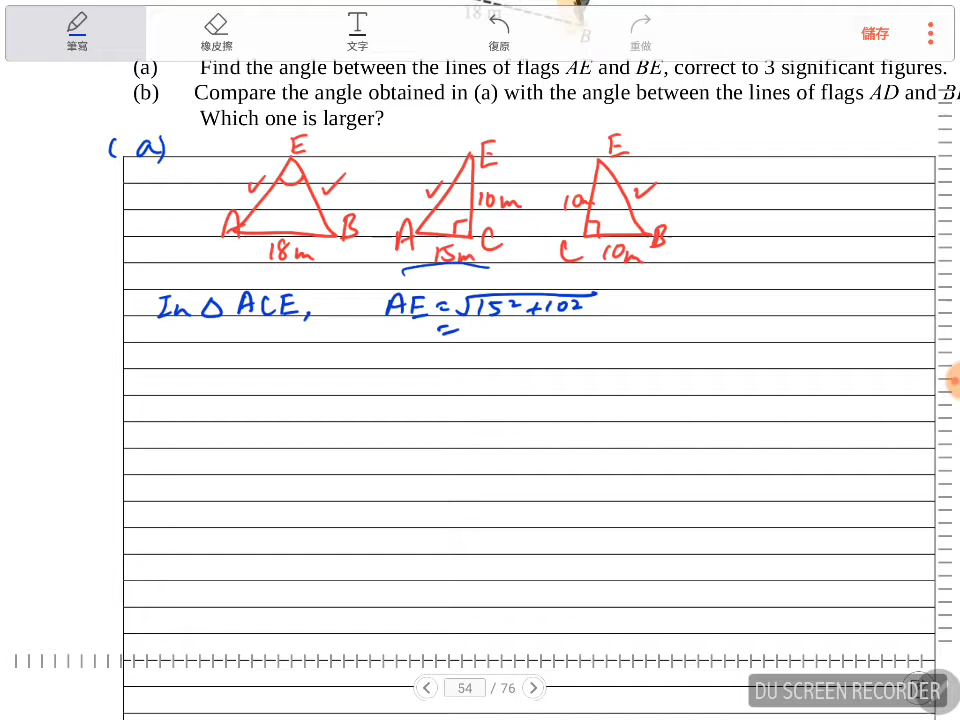 18 m
B
筆寫 橡皮擦 文字 復原 重做 儲存
(a) Find the angle between the lines of flags AE and BE, correct to 3 significant figures.
(b) Compare the angle obtained in (a) with the angle between the lines of flags AD and
Which one is larger?
(a)
E E E
10m 10m
A B A C C B
18m 15m 10m
In △ ACE, AE = √15²+10²
=
54 / 76
DU SCREEN RECORDER